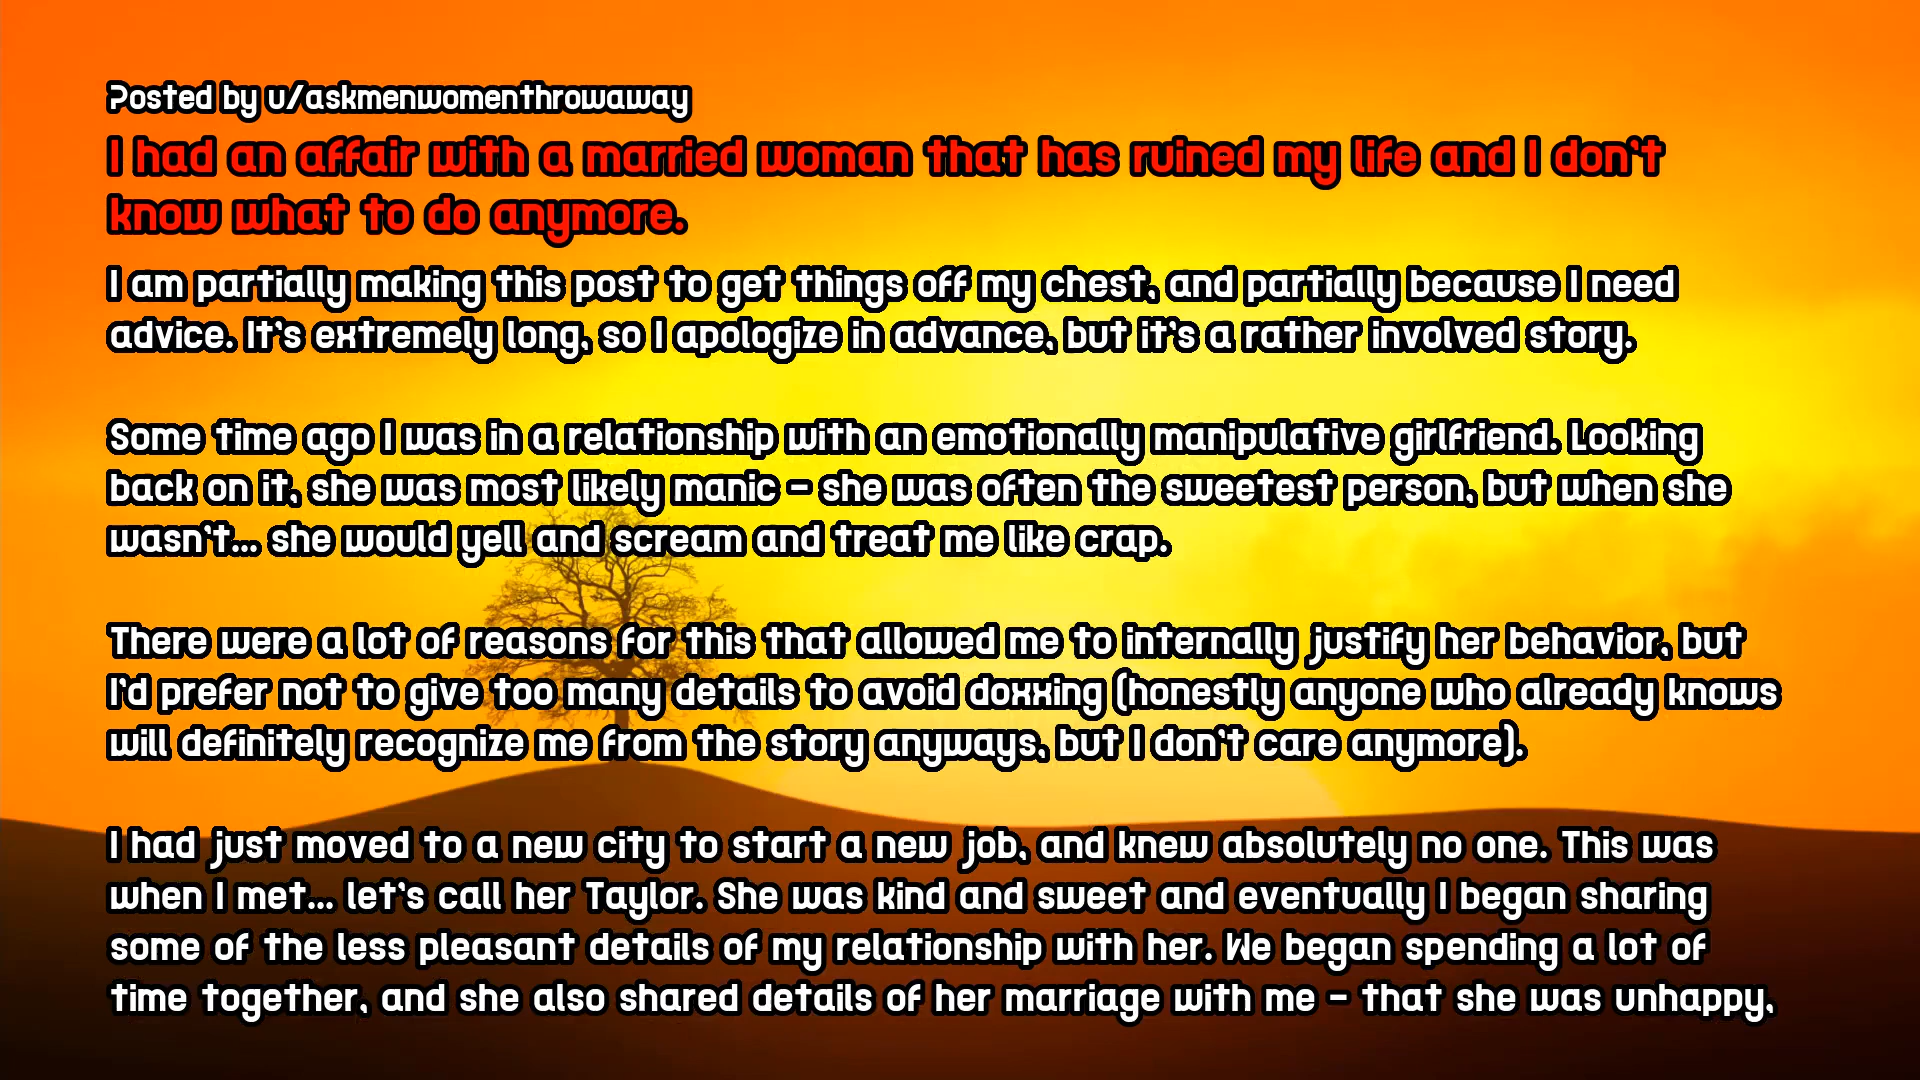 Posted by u/askmenwomenthrowaway
I had an affair with a married woman that has ruined my life and I don't
know what to do anymore.
I am partially making this post to get things off my chest, and partially because I need
advice. It's extremely long, so I apologize in advance, but it's a rather involved story.
Some time ago I was in a relationship with an emotionally manipulative girlfriend. Looking
back on it, she was most likely manic - she was often the sweetest person, but when she
wasn't... she would yell and scream and treat me like crap.
There were a lot of reasons for this that allowed me to internally justify her behavior, but
I'd prefer not to give too many details to avoid doxxing (honestly anyone who already knows
will definitely recognize me from the story anyways, but I don't care anymore).
I had just moved to a new city to start a new job, and knew absolutely no one. This was
when I met... let's call her Taylor. She was kind and sweet and eventually I began sharing
some of the less pleasant details of my relationship with her. We began spending a lot of
time together, and she also shared details of her marriage with me - that she was unhappy,